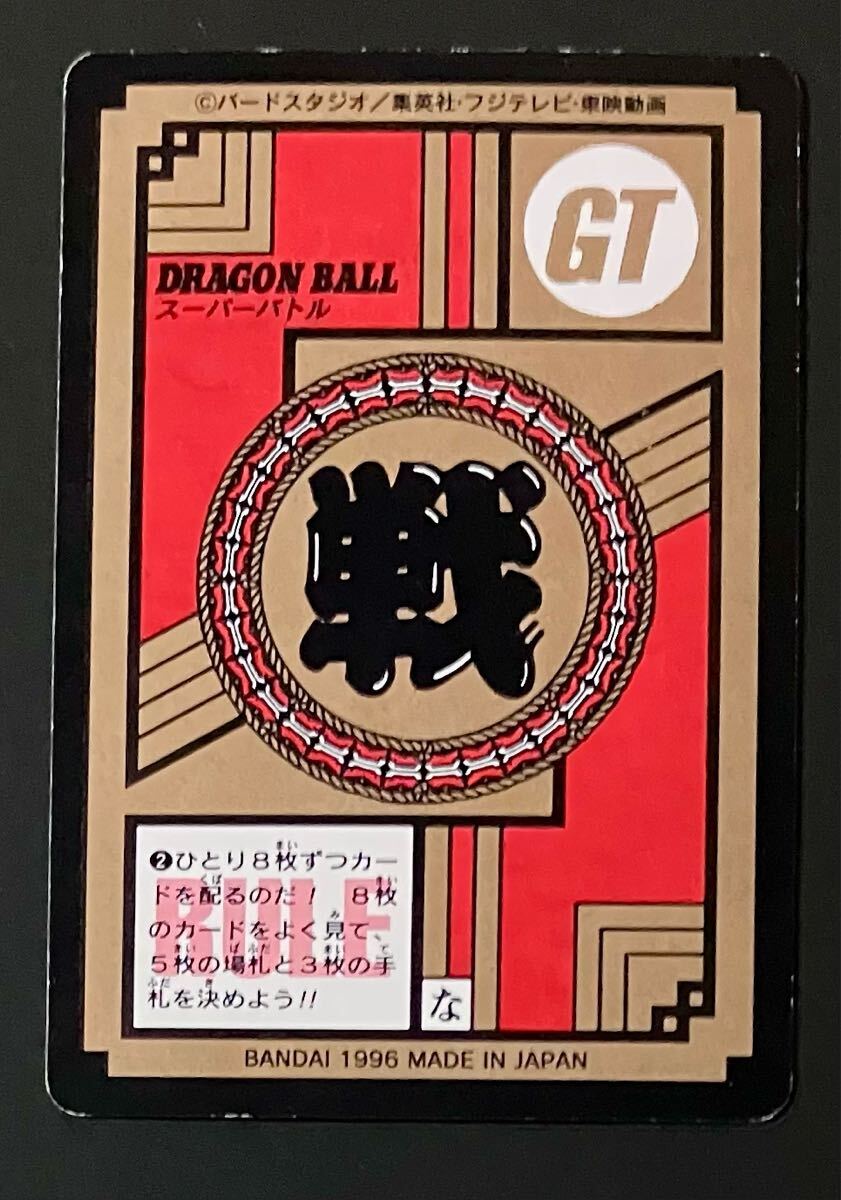 ©バードスタジオ／集英社・フジテレビ・東映動画
GT
DRAGON BALL
スーパーバトル
戦
RULE
❷ひとり8枚ずつカー
ドを配るのだ！ 8枚
のカードをよく見て、
5枚の場札と3枚の手
札を決めよう!!
な
BANDAI 1996 MADE IN JAPAN